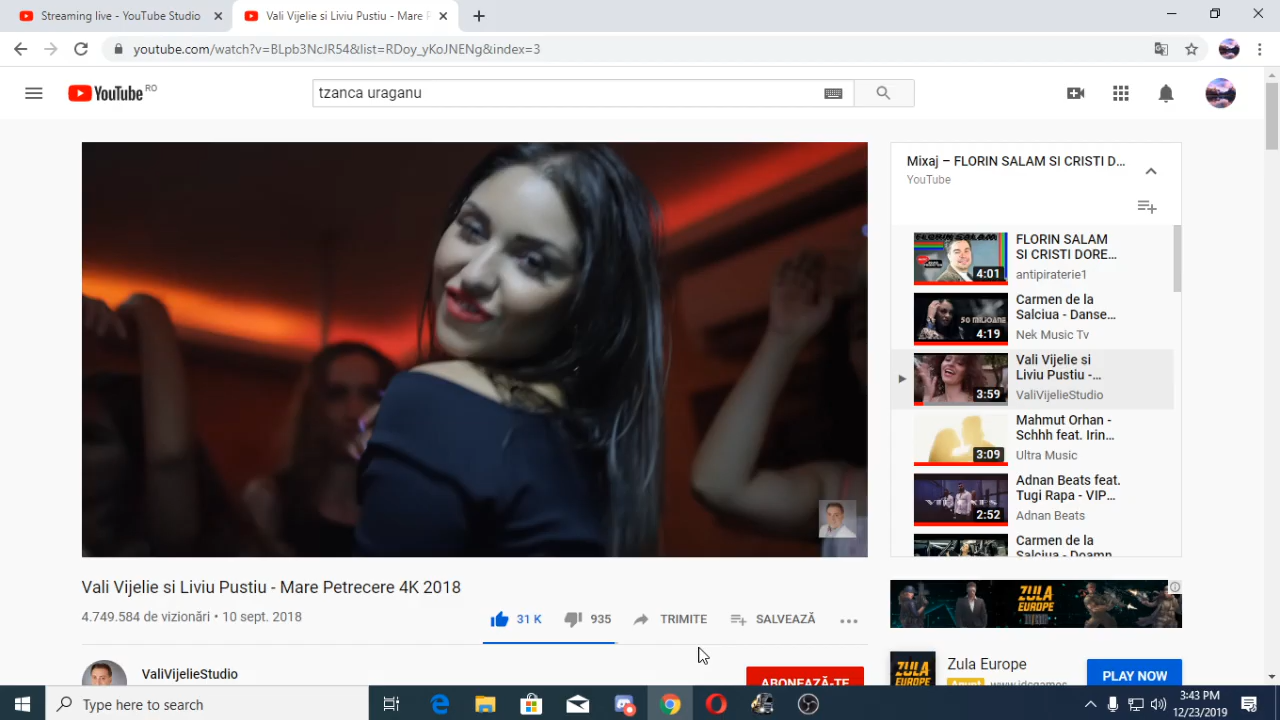 Streaming live - YouTube Studio
Vali Vijelie si Liviu Pustiu - Mare P
youtube.com/watch?v=BLpb3NcJR54&list=RDoy_yKoJNENg&index=3
YouTube RO
tzanca uraganu
Mixaj – FLORIN SALAM SI CRISTI D...
YouTube
FLORIN SALAM
SI CRISTI DORE...
antipiraterie1
4:01
Carmen de la
Salciua - Danse...
Nek Music Tv
50 MILIOANE
4:19
Vali Vijelie si
Liviu Pustiu -...
ValiVijelieStudio
3:59
Mahmut Orhan -
Schhh feat. Irin...
Ultra Music
3:09
Adnan Beats feat.
Tugi Rapa - VIP...
Adnan Beats
2:52
Carmen de la
Salciua - Doamn
Vali Vijelie si Liviu Pustiu - Mare Petrecere 4K 2018
4.749.584 de vizionări • 10 sept. 2018
31 K
935
TRIMITE
SALVEAZĂ
ZULA
EUROPE
ValiVijelieStudio
ABONEAZĂ-TE
ZULA
EUROPE
Zula Europe
Anunț
PLAY NOW
Type here to search
3:43 PM
12/23/2019